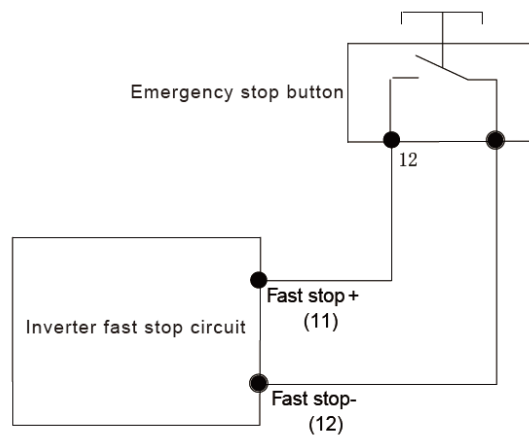 Emergency stop button
12
Fast stop+
(11)
Inverter fast stop circuit
Fast stop-
(12)